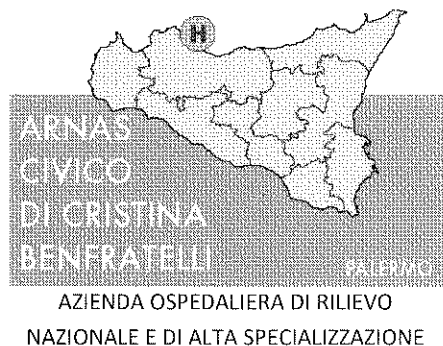 H
ARNAS
CIVICO
DI CRISTINA
BENFRATELLI
PALERMO
AZIENDA OSPEDALIERA DI RILIEVO
NAZIONALE E DI ALTA SPECIALIZZAZIONE